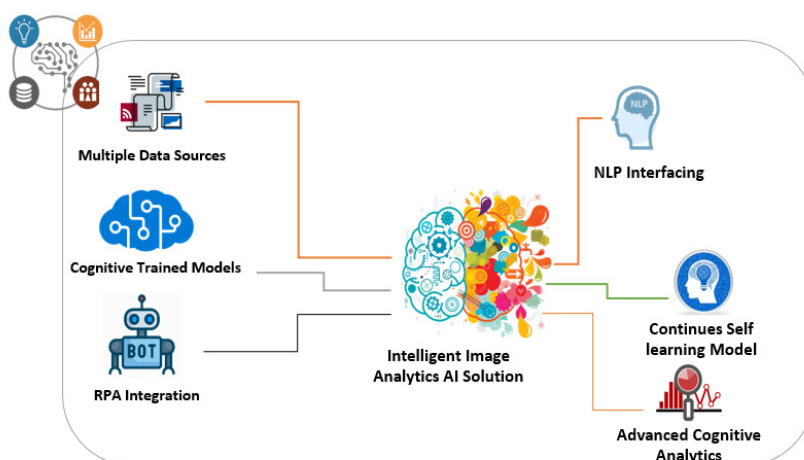 Multiple Data Sources
Cognitive Trained Models
BOT
RPA Integration
Intelligent Image
Analytics AI Solution
NLP
NLP Interfacing
Continues Self
learning Model
Advanced Cognitive
Analytics